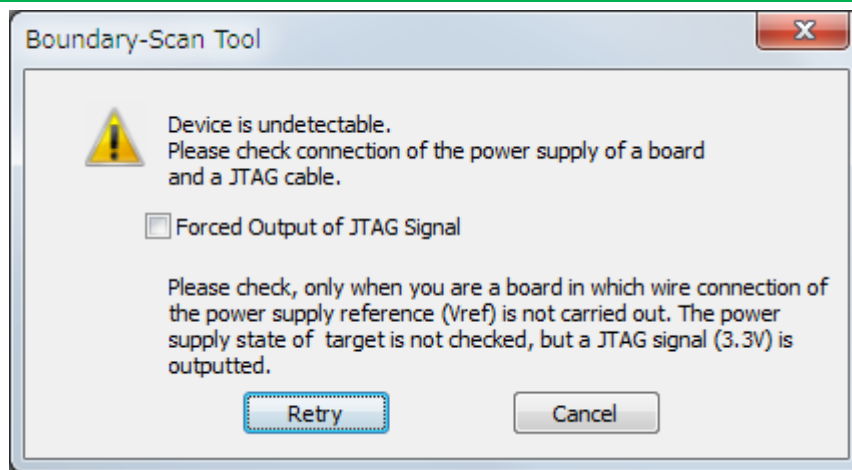 Boundary-Scan Tool
Device is undetectable.
Please check connection of the power supply of a board
and a JTAG cable.
Forced Output of JTAG Signal
Please check, only when you are a board in which wire connection of
the power supply reference (Vref) is not carried out. The power
supply state of target is not checked, but a JTAG signal (3.3V) is
outputted.
Retry
Cancel